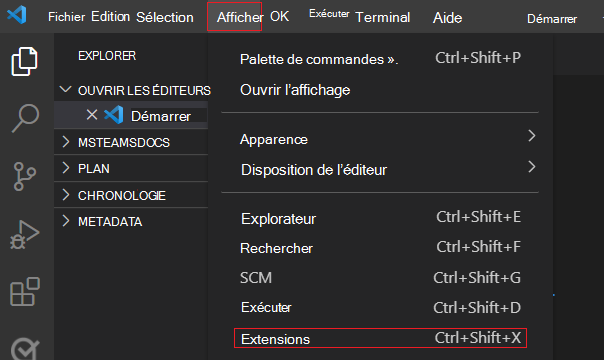 Fichier Edition Sélection Afficher OK Exécuter Terminal Aide Démarrer
EXPLORER
OUVRIR LES ÉDITEURS
Démarrer
MSTEAMSDOCS
PLAN
CHRONOLOGIE
METADATA
Palette de commandes ». Ctrl+Shift+P
Ouvrir l'affichage
Apparence
Disposition de l'éditeur
Explorateur Ctrl+Shift+E
Rechercher Ctrl+Shift+F
SCM Ctrl+Shift+G
Exécuter Ctrl+Shift+D
Extensions Ctrl+Shift+X